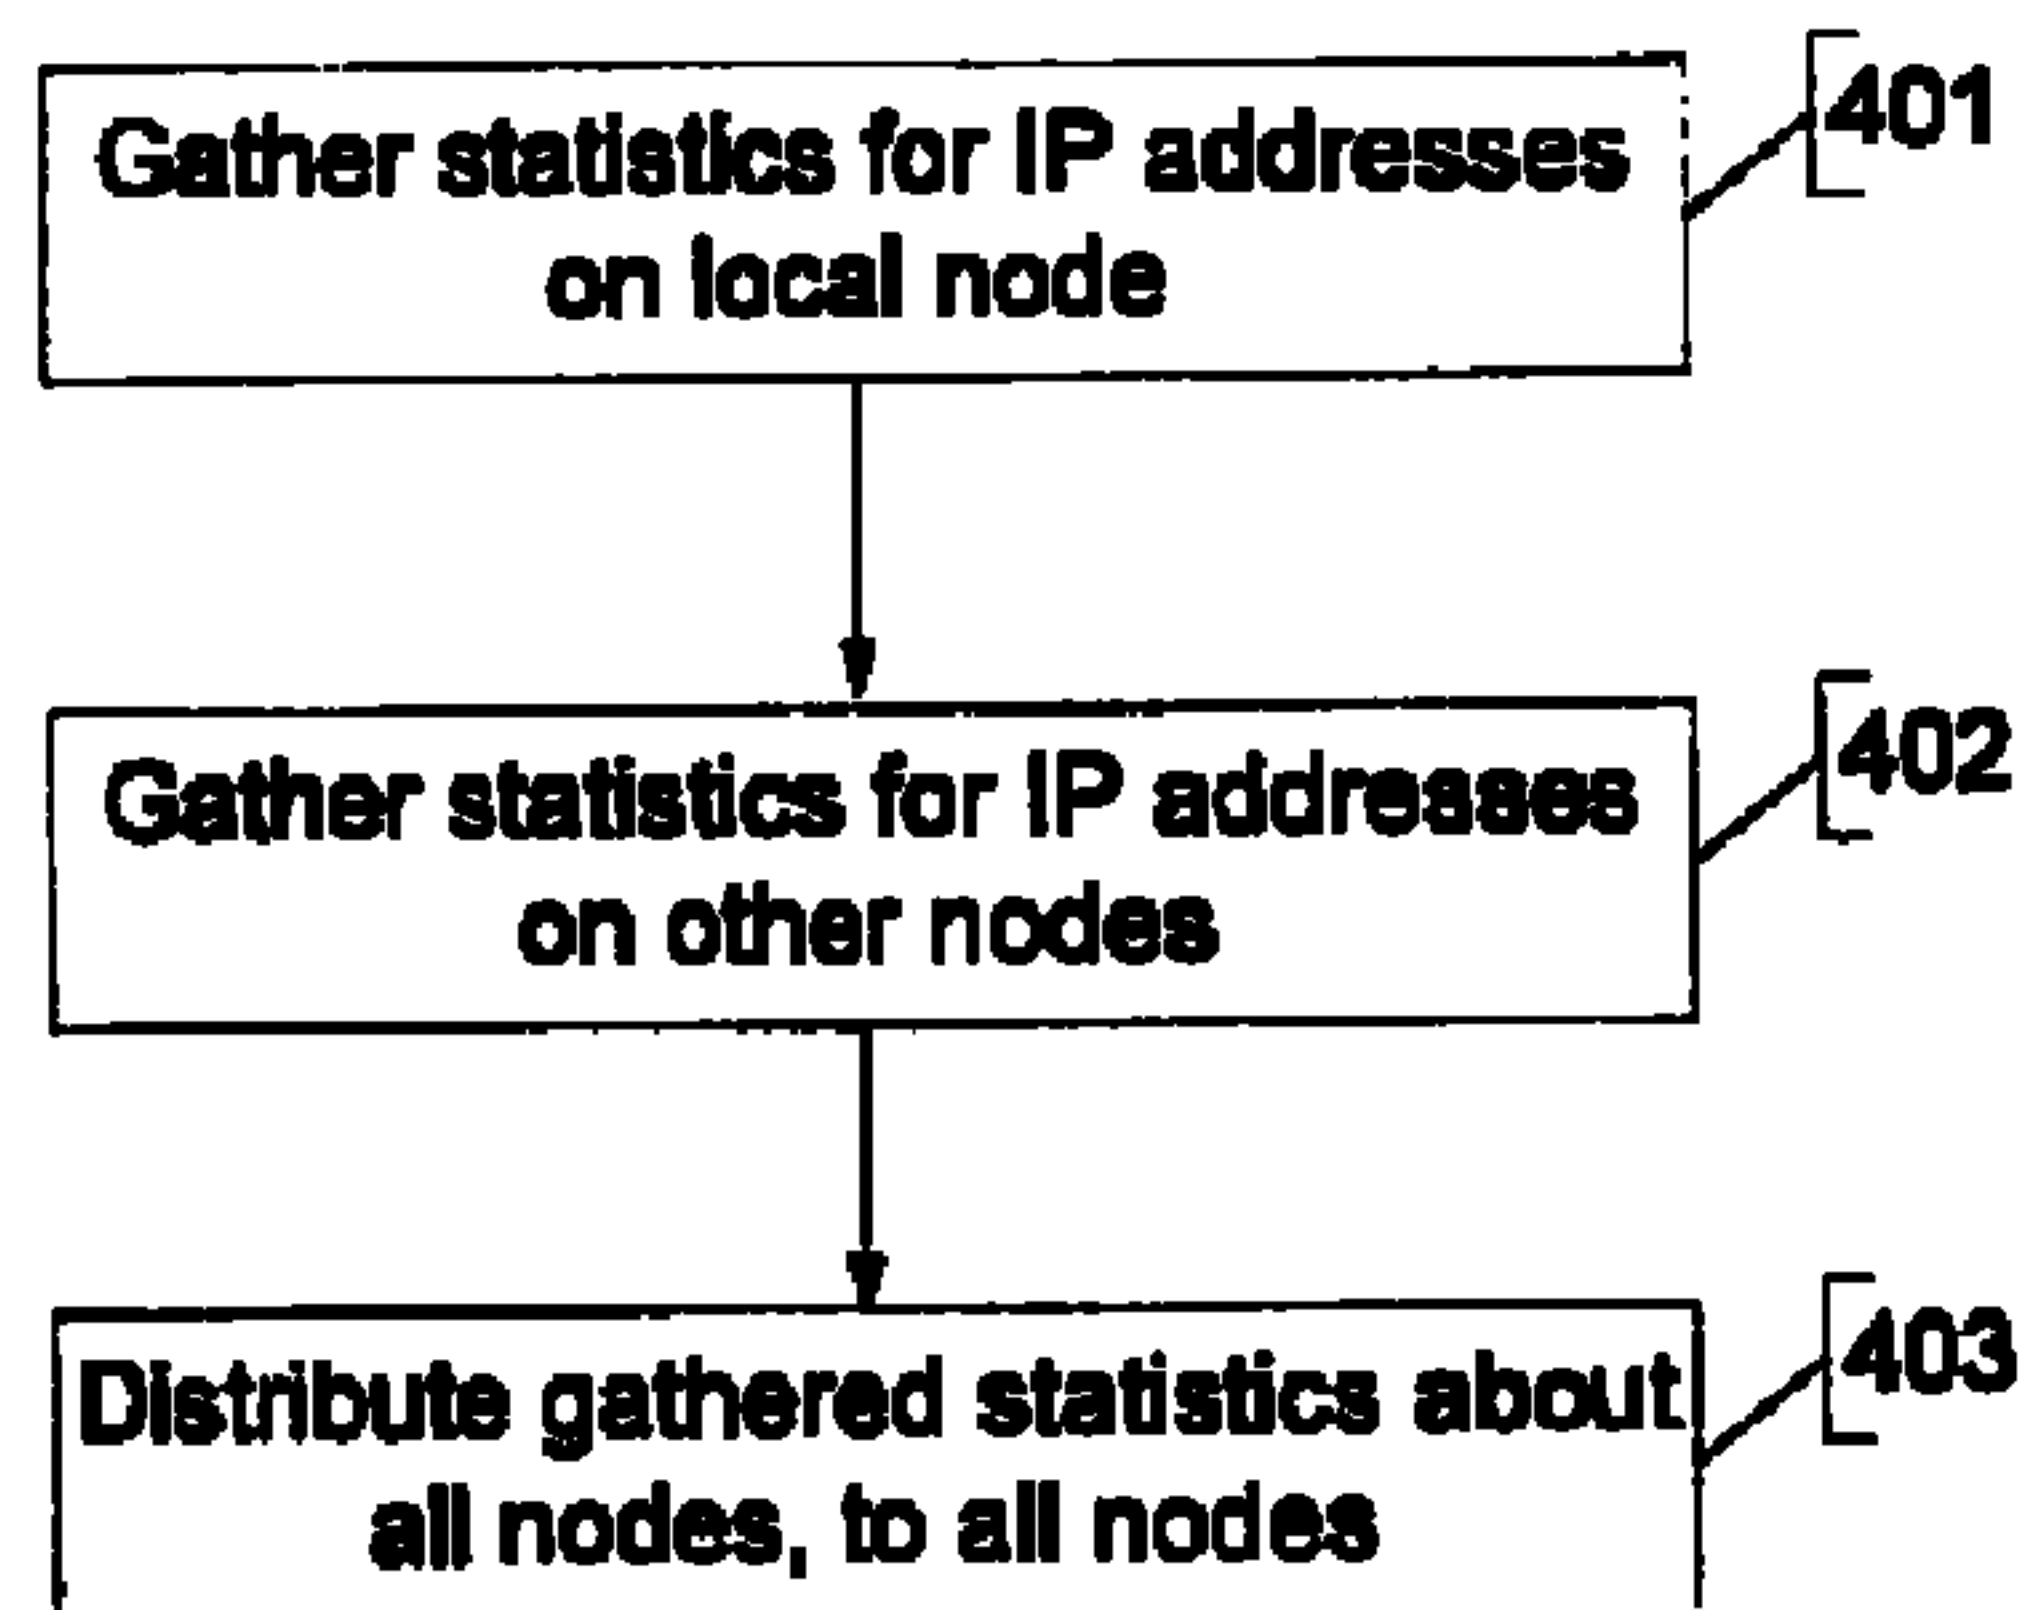 Gather statistics for IP addresses
on local node
401
Gather statistics for IP addresses
on other nodes
402
Distribute gathered statistics about
all nodes, to all nodes
403